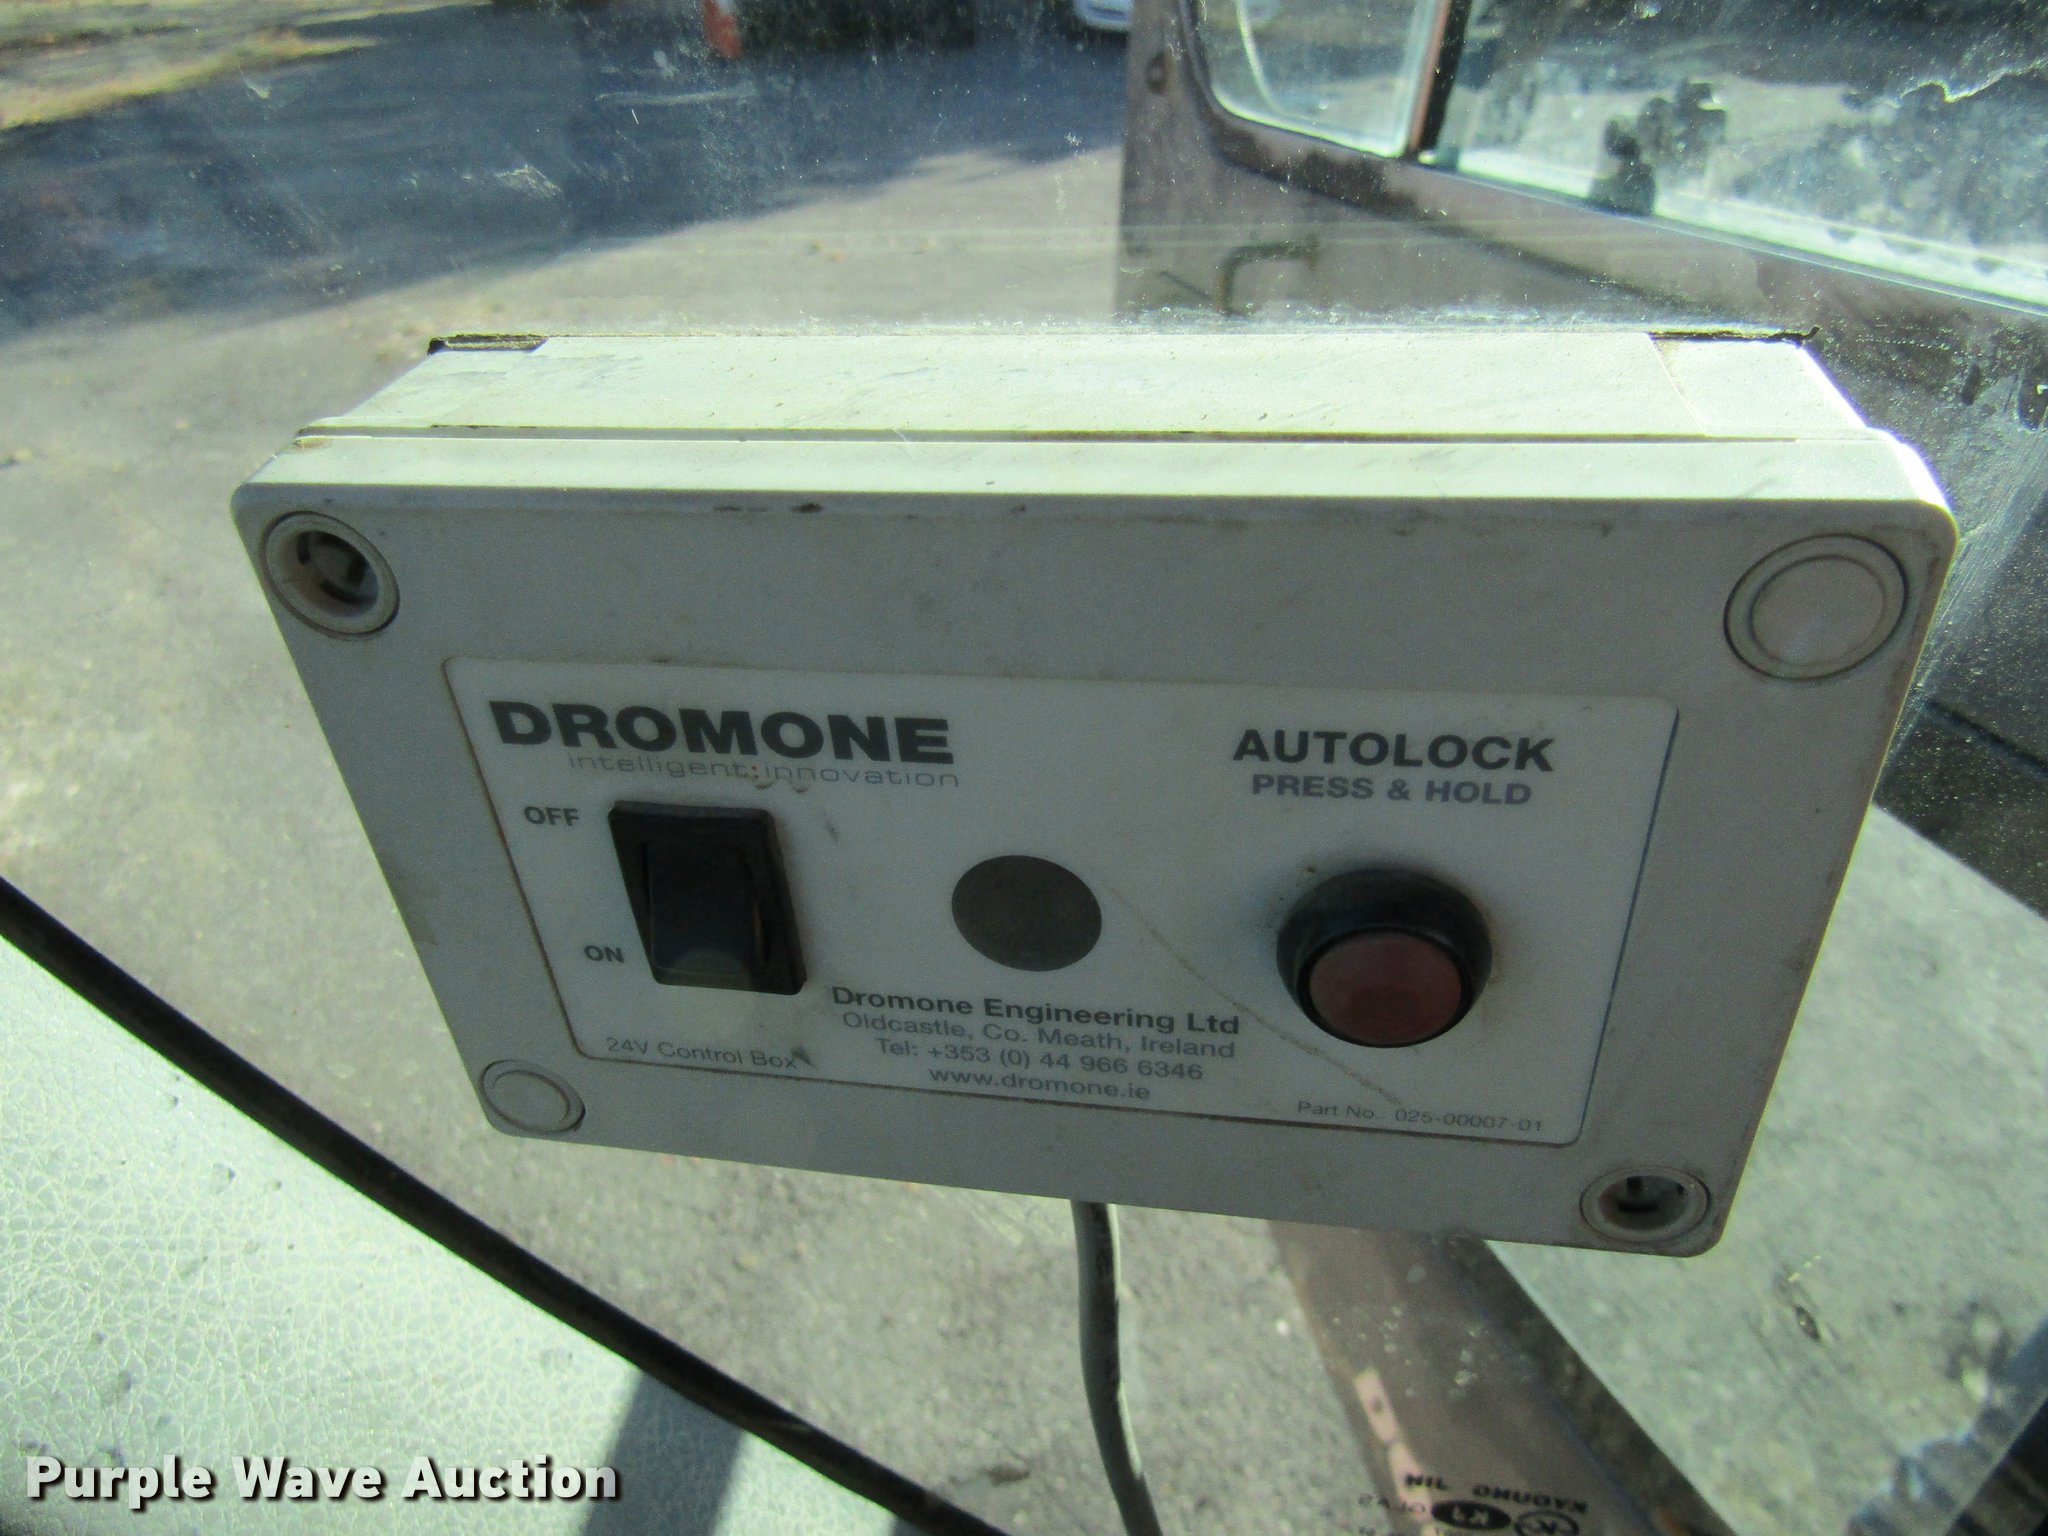 DROMONE
intelligent:innovation
AUTOLOCK
PRESS & HOLD
OFF
ON
Dromone Engineering Ltd
Oldcastle, Co. Meath, Ireland
Tel: +353 (0) 44 966 6346
www.dromone.ie
24V Control Box
Part No. 025-00007-01
Purple Wave Auction